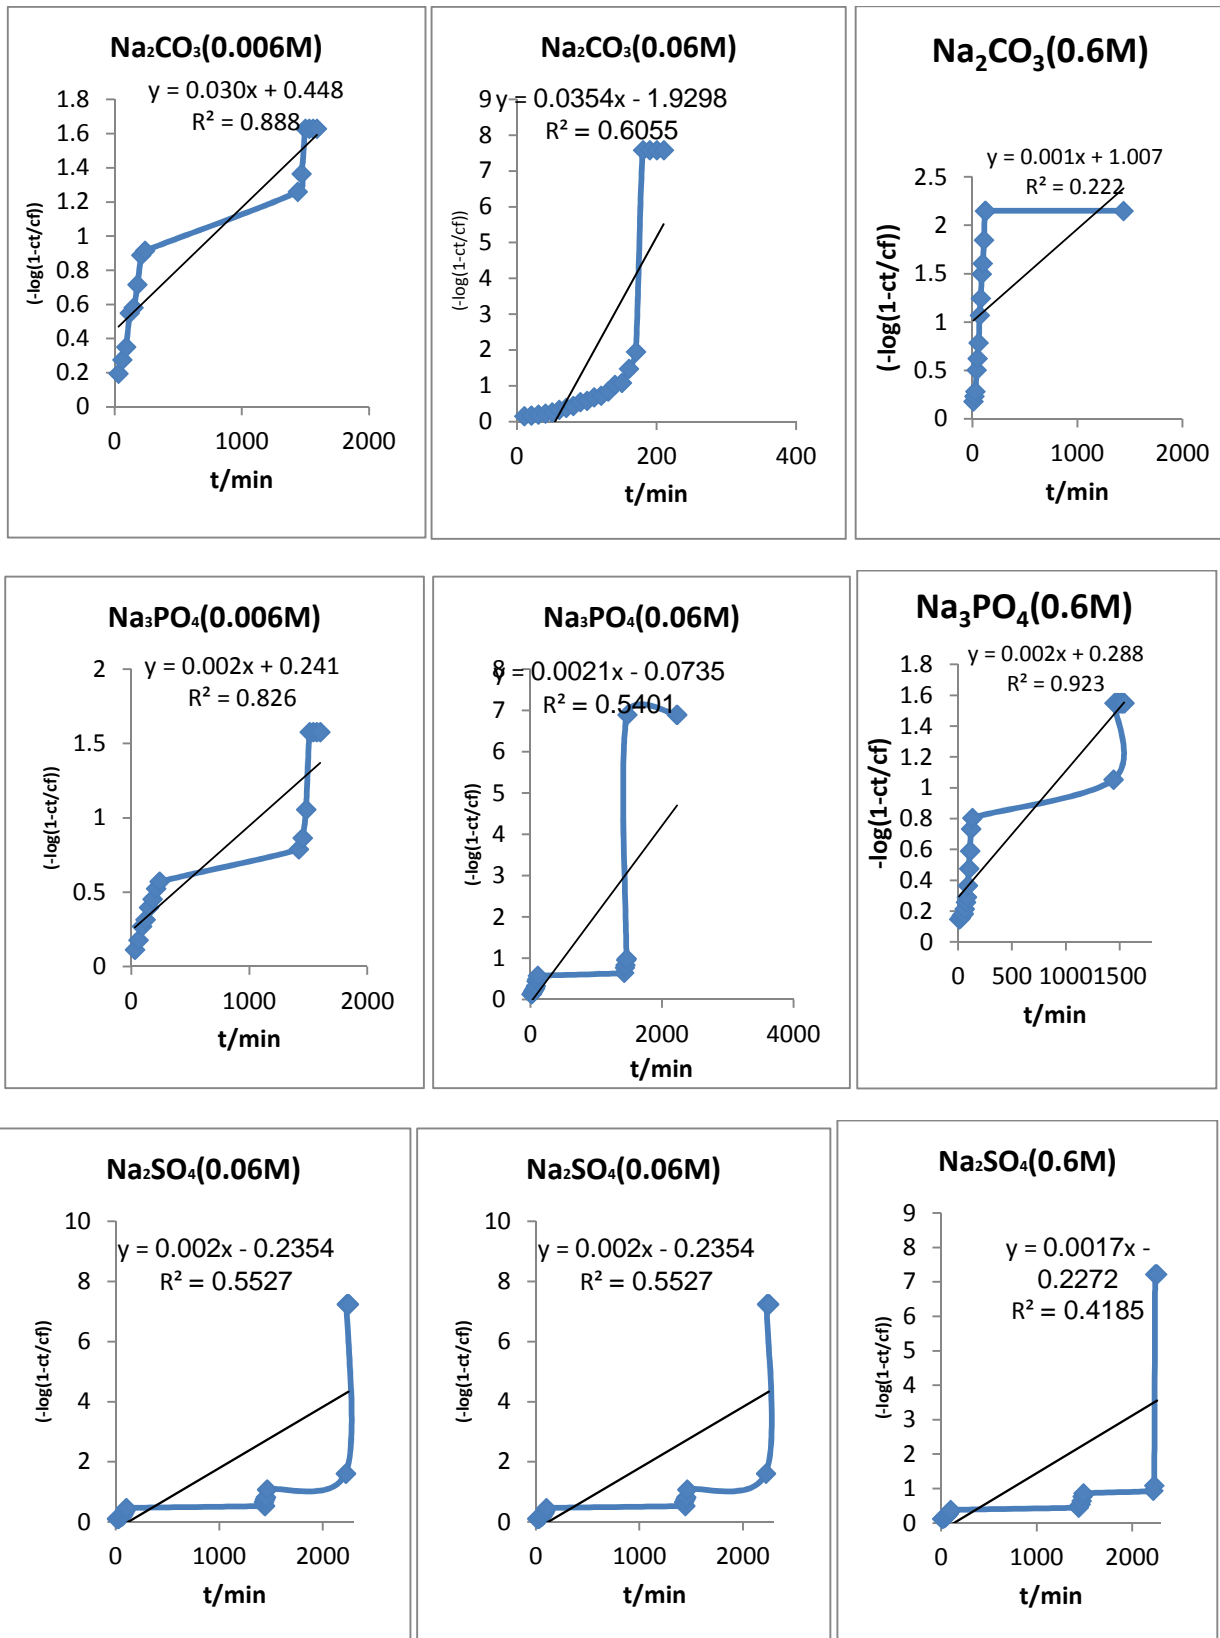 Na₂CO₃(0.006M)
y = 0.030x + 0.448
R² = 0.888
1.8
1.6
1.4
1.2
1
0.8
0.6
0.4
0.2
0
(-log(1-ct/cf))
0 1000 2000
t/min
Na₂CO₃(0.06M)
y = 0.0354x - 1.9298
R² = 0.6055
9
8
7
6
5
4
3
2
1
0
(-log(1-ct/cf))
0 200 400
t/min
Na₂CO₃(0.6M)
y = 0.001x + 1.007
R² = 0.222
2.5
2
1.5
1
0.5
0
(-log(1-ct/cf))
0 1000 2000
t/min
Na₃PO₄(0.006M)
y = 0.002x + 0.241
R² = 0.826
2
1.5
1
0.5
0
(-log(1-ct/cf))
0 1000 2000
t/min
Na₃PO₄(0.06M)
y = 0.0021x - 0.0735
R² = 0.5401
8
7
6
5
4
3
2
1
0
(-log(1-ct/cf))
0 2000 4000
t/min
Na₃PO₄(0.6M)
y = 0.002x + 0.288
R² = 0.923
1.8
1.6
1.4
1.2
1
0.8
0.6
0.4
0.2
0
-log(1-ct/cf)
0 500 1000 1500
t/min
Na₂SO₄(0.06M)
y = 0.002x - 0.2354
R² = 0.5527
10
8
6
4
2
0
(-log(1-ct/cf))
0 1000 2000
t/min
Na₂SO₄(0.06M)
y = 0.002x - 0.2354
R² = 0.5527
10
8
6
4
2
0
(-log(1-ct/cf))
0 1000 2000
t/min
Na₂SO₄(0.6M)
y = 0.0017x -
0.2272
R² = 0.4185
9
8
7
6
5
4
3
2
1
0
(-log(1-ct/cf))
0 1000 2000
t/min